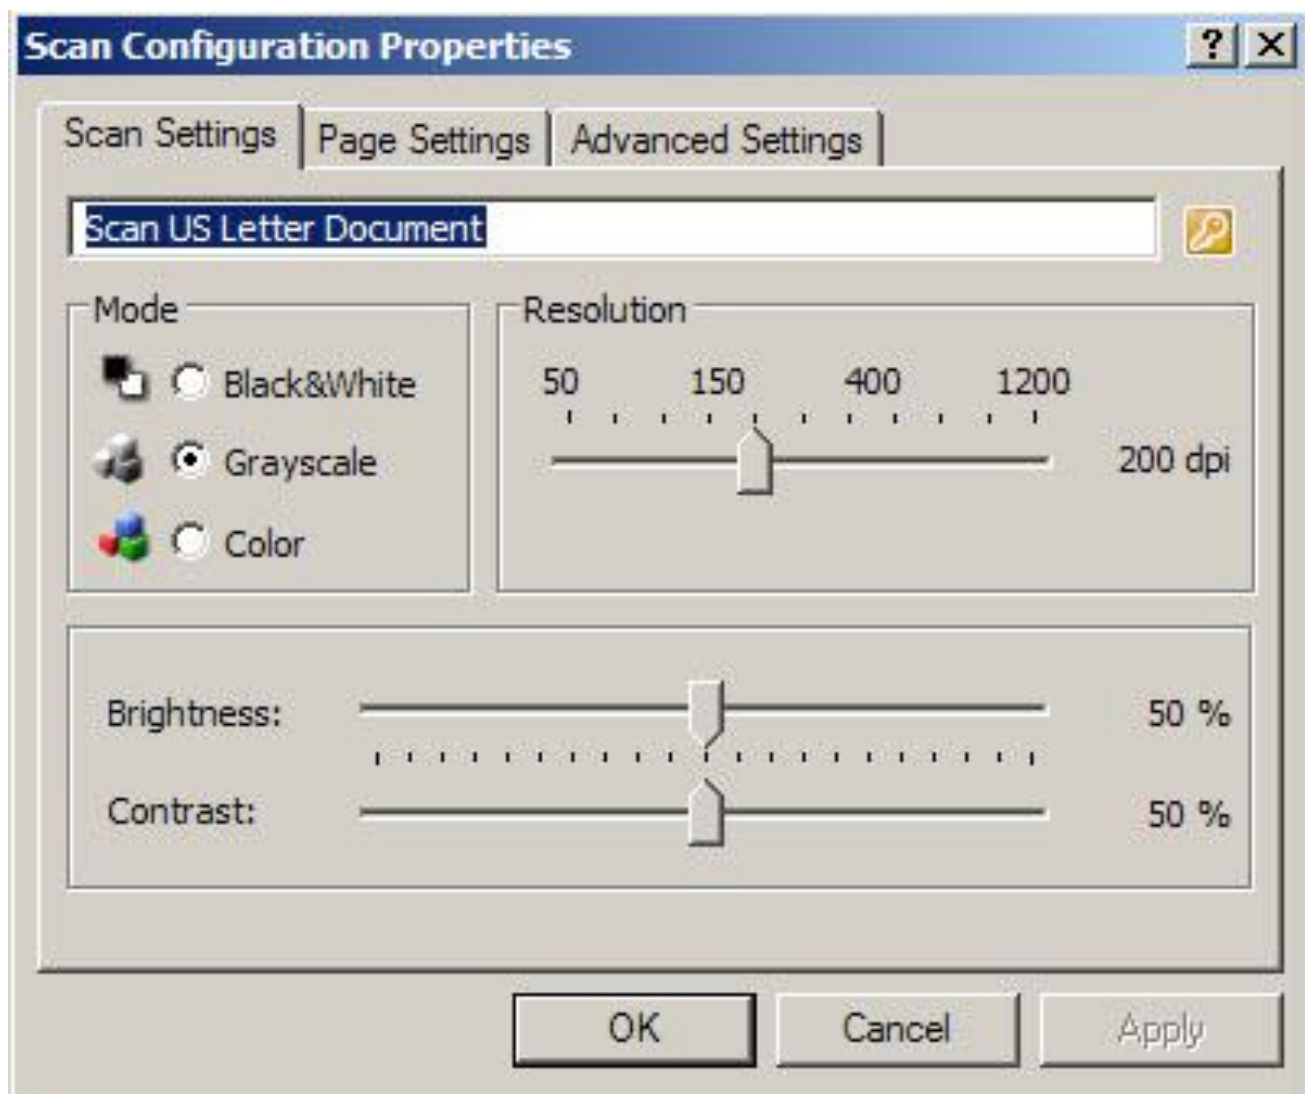 Scan Configuration Properties
Scan Settings Page Settings Advanced Settings
Scan US Letter Document
Mode
Black&White
Grayscale
Color
Resolution
50 150 400 1200
200 dpi
Brightness: 50 %
Contrast: 50 %
OK Cancel Apply